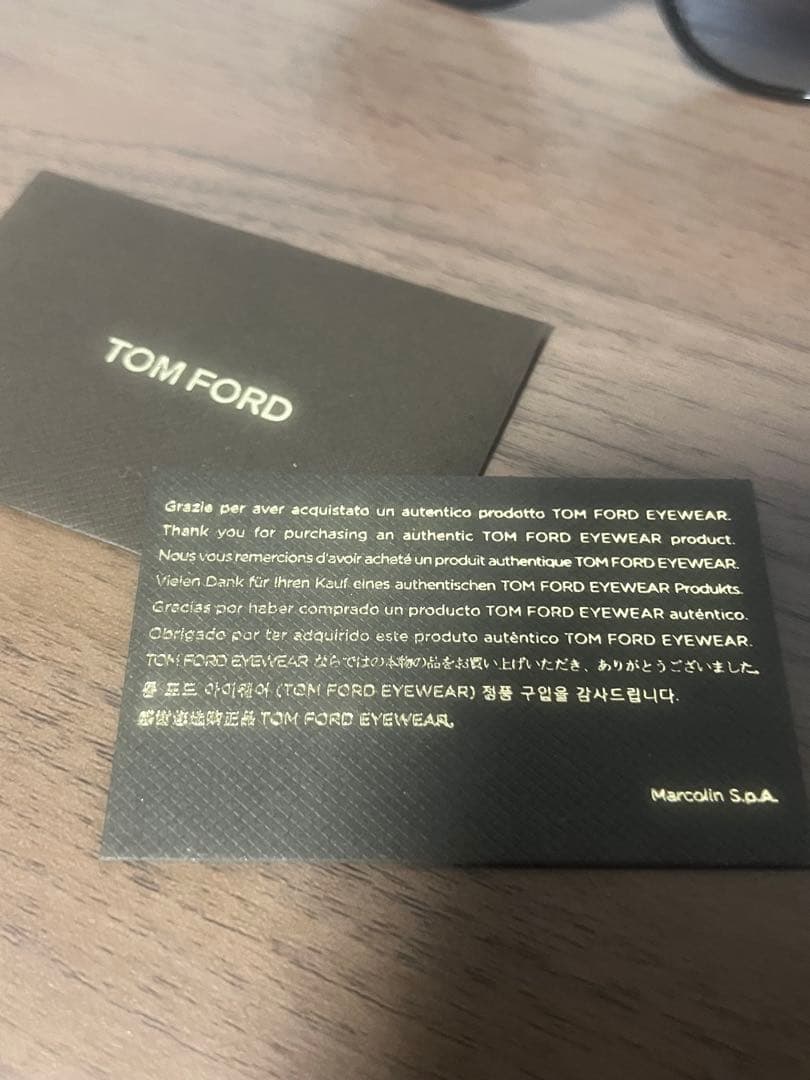 TOM FORD
Grazie per aver acquistato un autentico prodotto TOM FORD EYEWEAR.
Thank you for purchasing an authentic TOM FORD EYEWEAR product.
Nous vous remercions d'avoir acheté un produit authentique TOM FORD EYEWEAR.
Vielen Dank für Ihren Kauf eines authentischen TOM FORD EYEWEAR Produkts.
Gracias por haber comprado un producto TOM FORD EYEWEAR auténtico.
Obrigado por ter adquirido este produto autêntico TOM FORD EYEWEAR.
TOM FORD EYEWEAR ならではの本物の品をお買い上げいただき、ありがとうございました。
톰 포드 아이웨어 (TOM FORD EYEWEAR) 정품 구입을 감사드립니다.
正品 TOM FORD EYEWEAR。
Marcolin S.p.A.